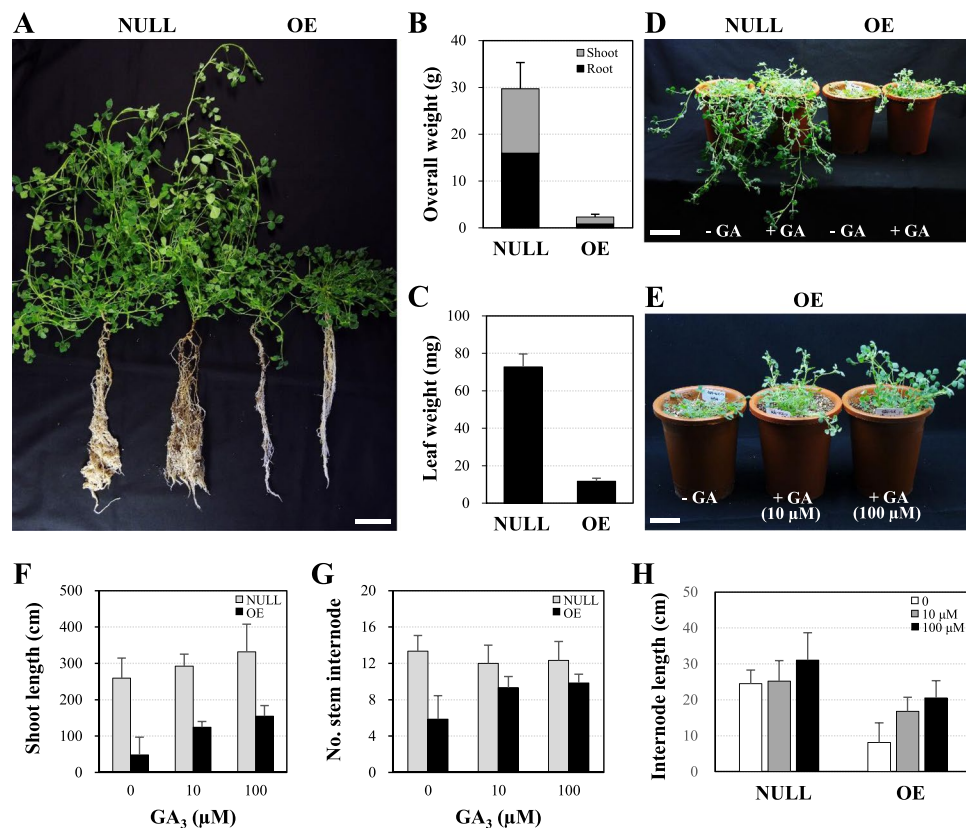 A
NULL
OE
B
Overall weight (g)
40
30
20
10
0
Shoot
Root
NULL
OE
C
Leaf weight (mg)
100
80
60
40
20
0
NULL
OE
D
NULL
OE
- GA
+ GA
- GA
+ GA
E
OE
- GA
+ GA
(10 µM)
+ GA
(100 µM)
F
Shoot length (cm)
500
400
300
200
100
0
NULL
OE
0
10
100
GA3 (µM)
G
No. stem internode
20
16
12
8
4
0
NULL
OE
0
10
100
GA3 (µM)
H
Internode length (cm)
50
40
30
20
10
0
0
10 µM
100 µM
NULL
OE